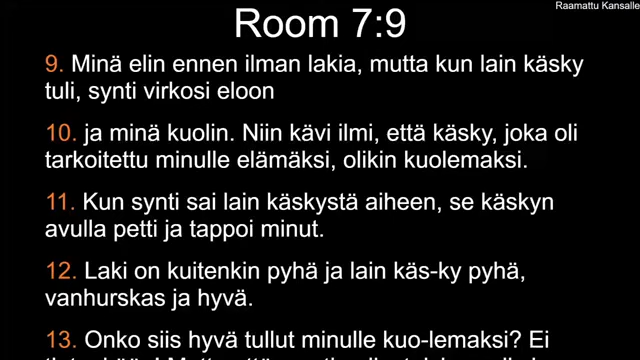 Raamattu Kansalle
Room 7:9
9. Minä elin ennen ilman lakia, mutta kun lain käsky
tuli, synti virkosi eloon
10. ja minä kuolin. Niin kävi ilmi, että käsky, joka oli
tarkoitettu minulle elämäksi, olikin kuolemaksi.
11. Kun synti sai lain käskystä aiheen, se käskyn
avulla petti ja tappoi minut.
12. Laki on kuitenkin pyhä ja lain käs-ky pyhä,
vanhurskas ja hyvä.
13. Onko siis hyvä tullut minulle kuo-lemaksi? Ei